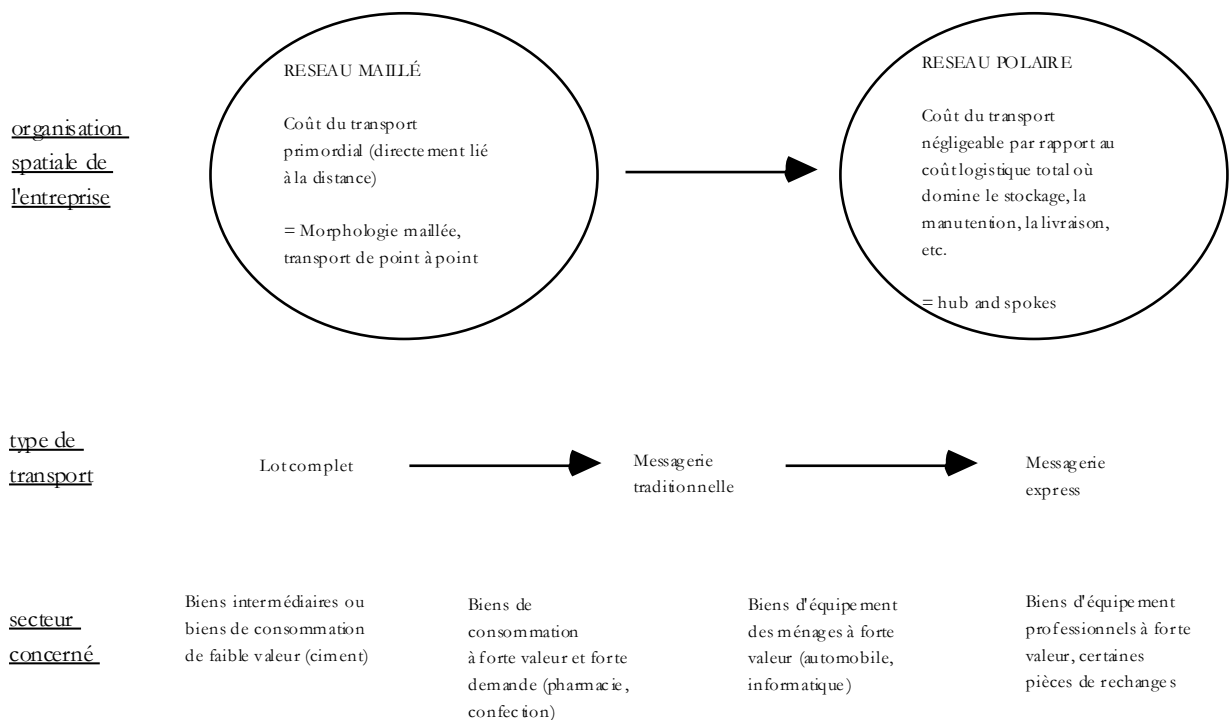 organisation
spatiale de
l'entreprise
RESEAU MAILLÉ
Coût du transport
primordial (directement lié
à la distance)
= Morphologie maillée,
transport de point à point
RESEAU POLAIRE
Coût du transport
négligeable par rapport au
coût logistique total où
domine le stockage, la
manutention, la livraison,
etc.
= hub and spokes
type de
transport
Lot complet
Messagerie
traditionnelle
Messagerie
express
secteur
concerné
Biens intermédiaires ou
biens de consommation
de faible valeur (ciment)
Biens de
consommation
à forte valeur et forte
demande (pharmacie,
confection)
Biens d'équipement
des ménages à forte
valeur (automobile,
informatique)
Biens d'équipement
professionnels à forte
valeur, certaines
pièces de rechanges